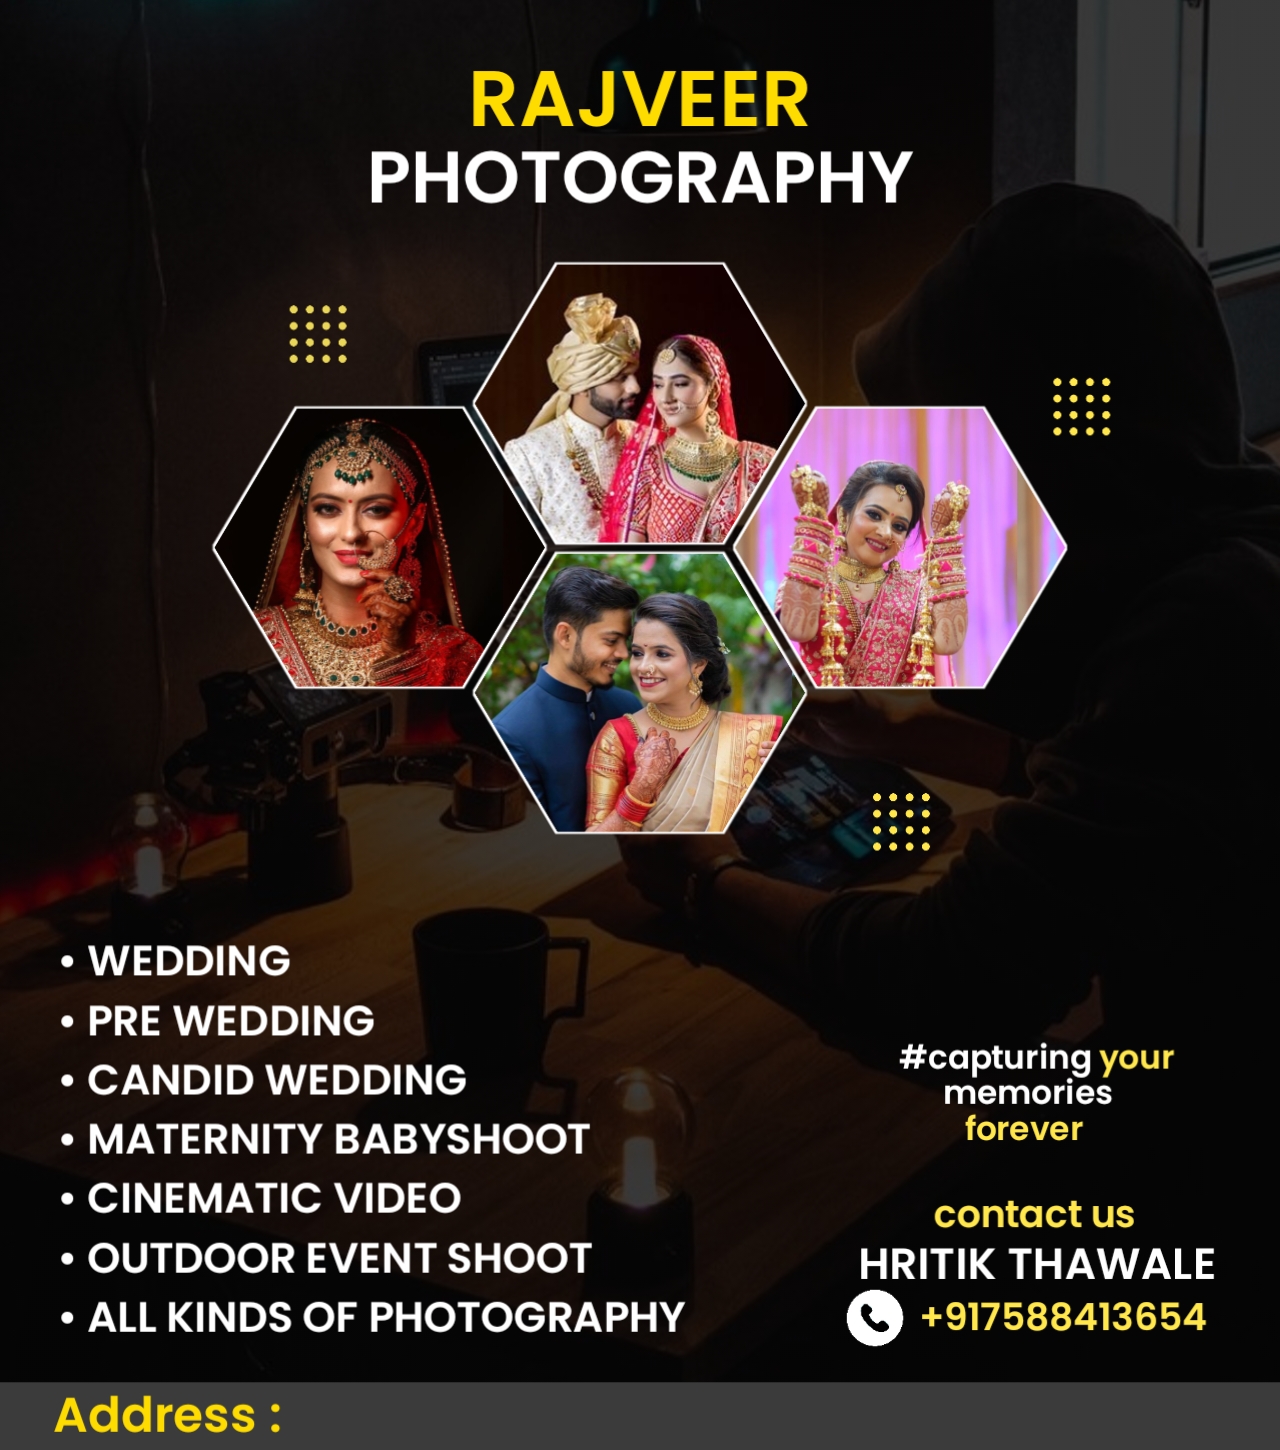 RAJVEER
PHOTOGRAPHY
• WEDDING
• PRE WEDDING
• CANDID WEDDING
• MATERNITY BABYSHOOT
• CINEMATIC VIDEO
• OUTDOOR EVENT SHOOT
• ALL KINDS OF PHOTOGRAPHY
#capturing your
memories
forever
contact us
HRITIK THAWALE
+917588413654
Address :